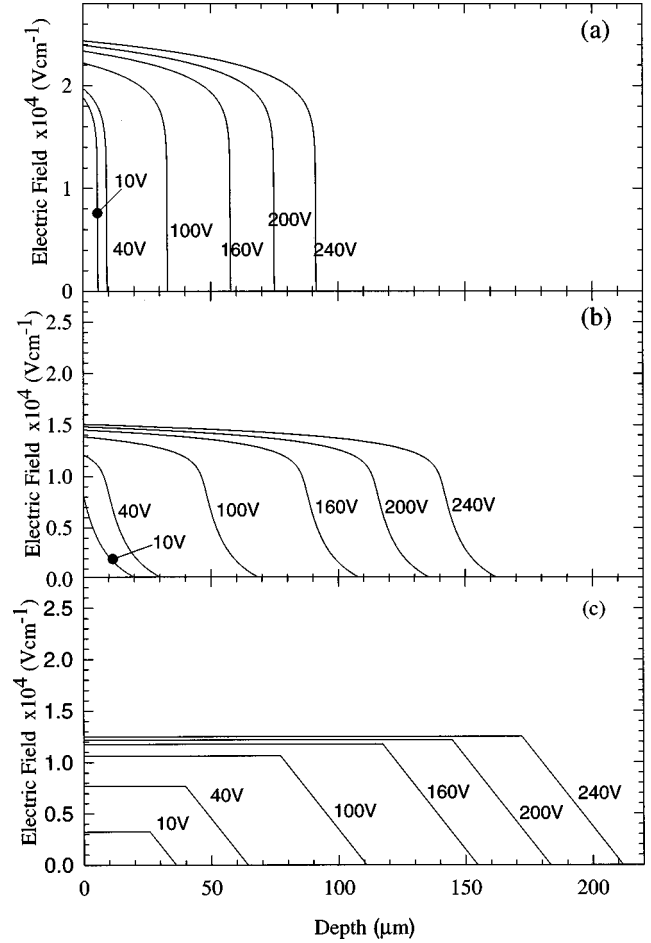 (a)
Electric Field x10⁴ (Vcm⁻¹)
2
1
0
10V
40V
100V
160V
200V
240V
(b)
Electric Field x10⁴ (Vcm⁻¹)
2.5
2.0
1.5
1.0
0.5
0.0
40V
10V
100V
160V
200V
240V
(c)
Electric Field x10⁴ (Vcm⁻¹)
2.5
2.0
1.5
1.0
0.5
0.0
10V
40V
100V
160V
200V
240V
0 50 100 150 200
Depth (μm)